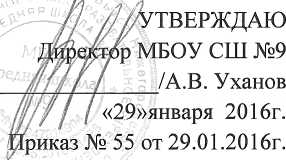 УТВЕРЖДАЮ
Директор МБОУ СШ №9
/А.В. Уханов
«29»января 2016г.
Приказ № 55 от 29.01.2016г.